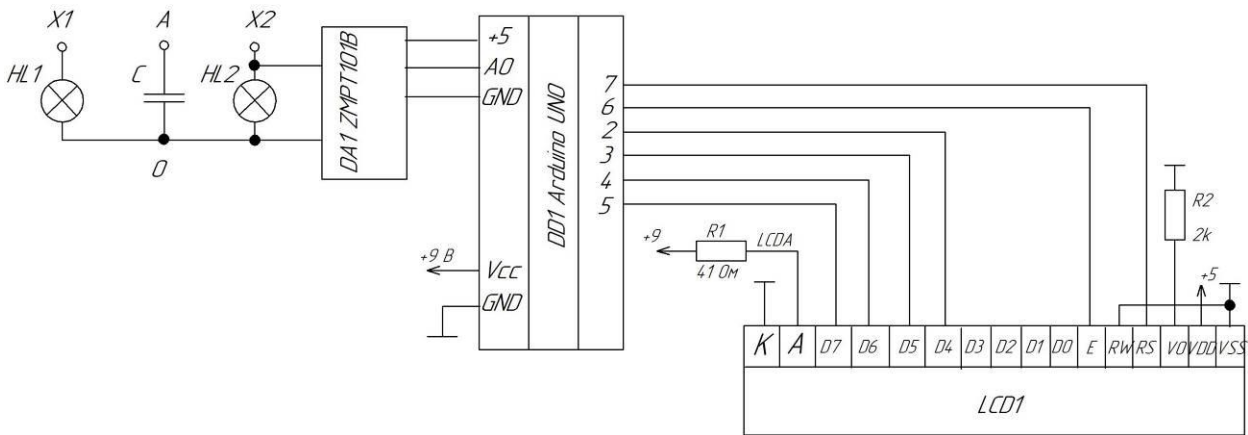 X1
A
X2
HL1
C
HL2
O
DA1 ZMPT101B
+5
A0
GND
DD1 Arduino UNO
7
6
2
3
4
5
+9 В
Vcc
GND
+9
R1
LCDA
41 Ом
R2
2k
+5
K A D7 D6 D5 D4 D3 D2 D1 D0 E RW RS V0 VDD VSS
LCD1